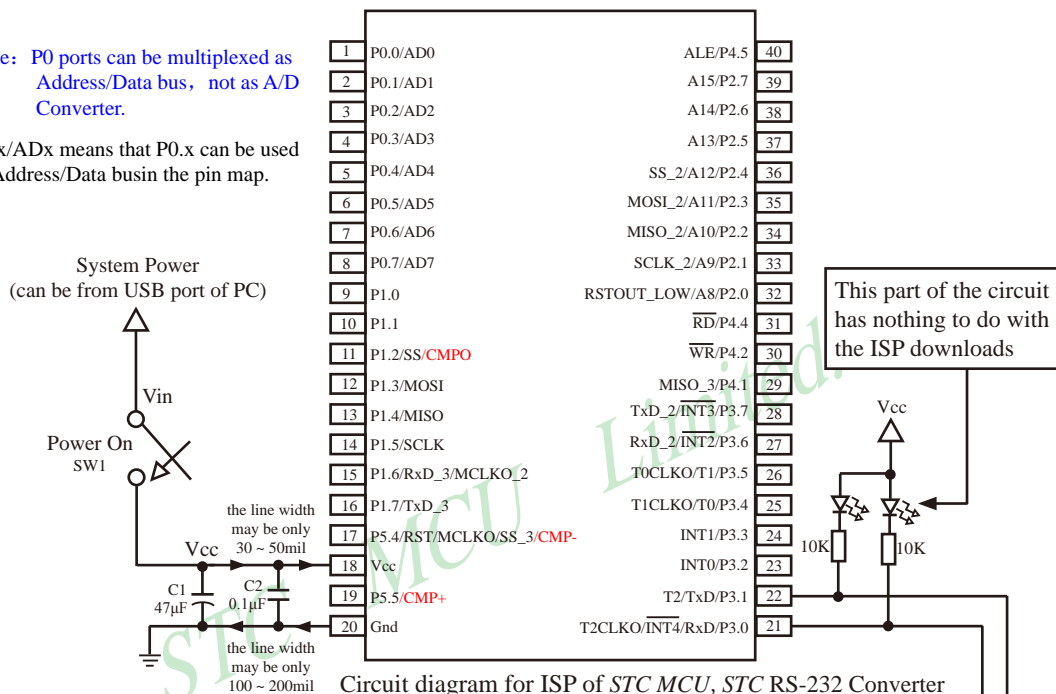 e：P0 ports can be multiplexed as
Address/Data bus，not as A/D
Converter.
x/ADx means that P0.x can be used
Address/Data busin the pin map.
System Power
(can be from USB port of PC)
Vin
Power On
SW1
Vcc
the line width
may be only
30 ~ 50mil
C1
47μF
C2
0.1μF
the line width
may be only
100 ~ 200mil
1 P0.0/AD0
2 P0.1/AD1
3 P0.2/AD2
4 P0.3/AD3
5 P0.4/AD4
6 P0.5/AD5
7 P0.6/AD6
8 P0.7/AD7
9 P1.0
10 P1.1
11 P1.2/SS/CMPO
12 P1.3/MOSI
13 P1.4/MISO
14 P1.5/SCLK
15 P1.6/RxD_3/MCLKO_2
16 P1.7/TxD_3
17 P5.4/RST/MCLKO/SS_3/CMP-
18 Vcc
19 P5.5/CMP+
20 Gnd
ALE/P4.5 40
A15/P2.7 39
A14/P2.6 38
A13/P2.5 37
SS_2/A12/P2.4 36
MOSI_2/A11/P2.3 35
MISO_2/A10/P2.2 34
SCLK_2/A9/P2.1 33
RSTOUT_LOW/A8/P2.0 32
RD/P4.4 31
WR/P4.2 30
MISO_3/P4.1 29
TxD_2/INT3/P3.7 28
RxD_2/INT2/P3.6 27
T0CLKO/T1/P3.5 26
T1CLKO/T0/P3.4 25
INT1/P3.3 24
INT0/P3.2 23
T2/TxD/P3.1 22
T2CLKO/INT4/RxD/P3.0 21
This part of the circuit
has nothing to do with
the ISP downloads
Vcc
10K
10K
STC MCU Limited.
Circuit diagram for ISP of STC MCU, STC RS-232 Converter